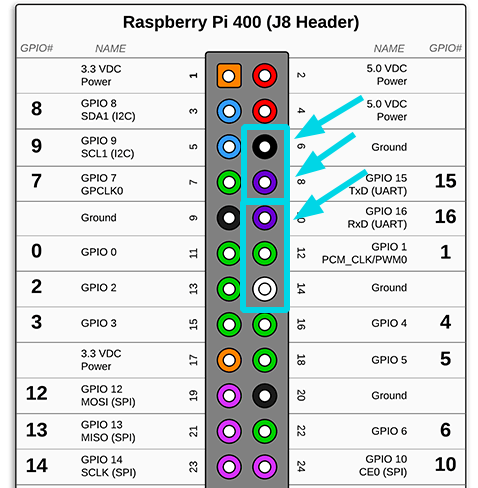 Raspberry Pi 400 (J8 Header)
GPIO# NAME NAME GPIO#
3.3 VDC
Power 1 2 5.0 VDC
Power
8 GPIO 8
SDA1 (I2C) 3 4 5.0 VDC
Power
9 GPIO 9
SCL1 (I2C) 5 6 Ground
7 GPIO 7
GPCLK0 7 8 GPIO 15
TxD (UART) 15
Ground 9 GPIO 16
RxD (UART) 16
0 GPIO 0 11 12 GPIO 1
PCM_CLK/PWM0 1
2 GPIO 2 13 14 Ground
3 GPIO 3 15 16 GPIO 4 4
3.3 VDC
Power 17 18 GPIO 5 5
12 GPIO 12
MOSI (SPI) 19 20 Ground
13 GPIO 13
MISO (SPI) 21 22 GPIO 6 6
14 GPIO 14
SCLK (SPI) 23 24 GPIO 10
CE0 (SPI) 10